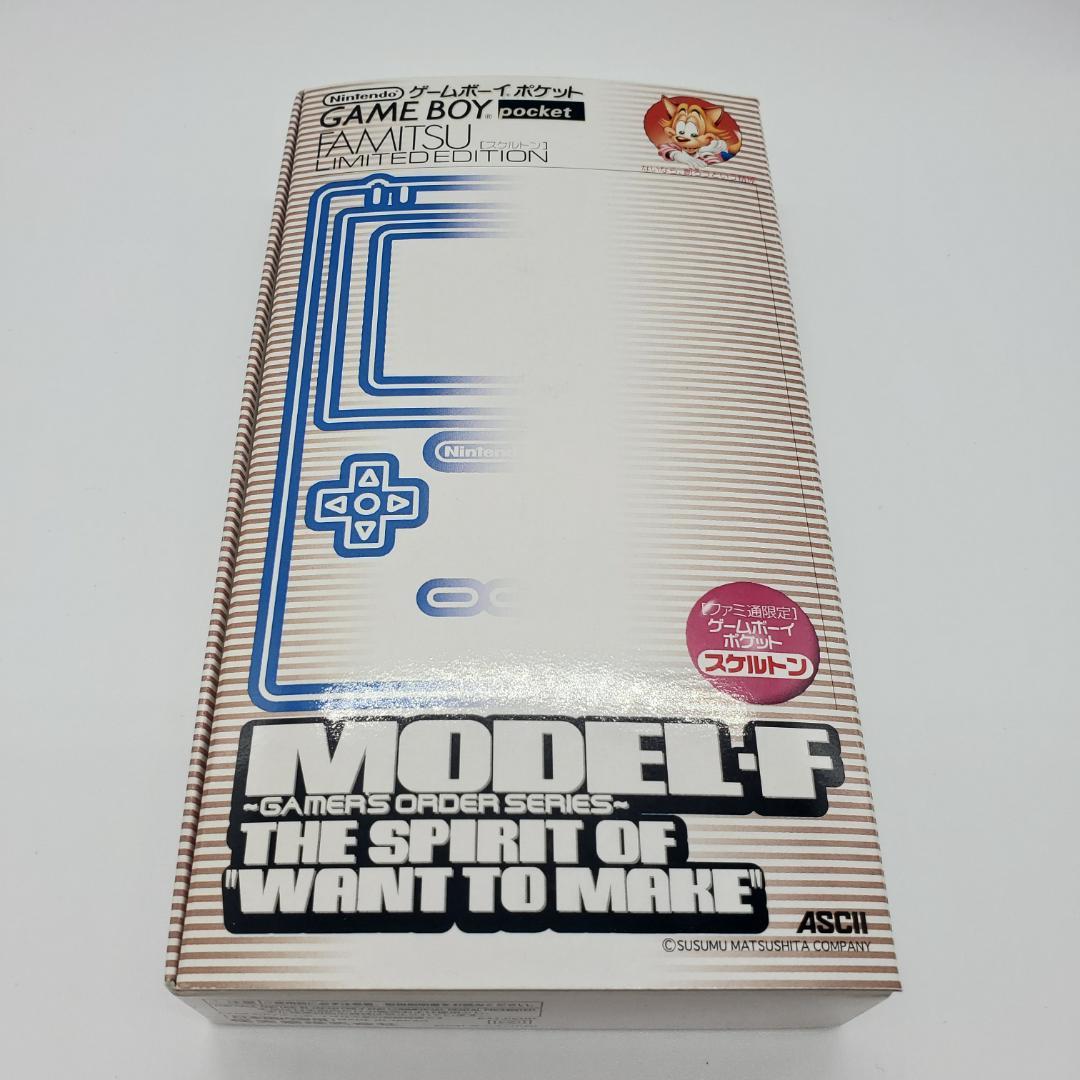 Nintendo ゲームボーイ ポケット
GAME BOY® pocket
FAMITSU [スケルトン]
LIMITED EDITION
Nintend
[ファミ通限定]
ゲームボーイ
ポケット
スケルトン
MODEL-F
~GAMER'S ORDER SERIES~
THE SPIRIT OF
"WANT TO MAKE"
ASCII
©SUSUMU MATSUSHITA COMPANY